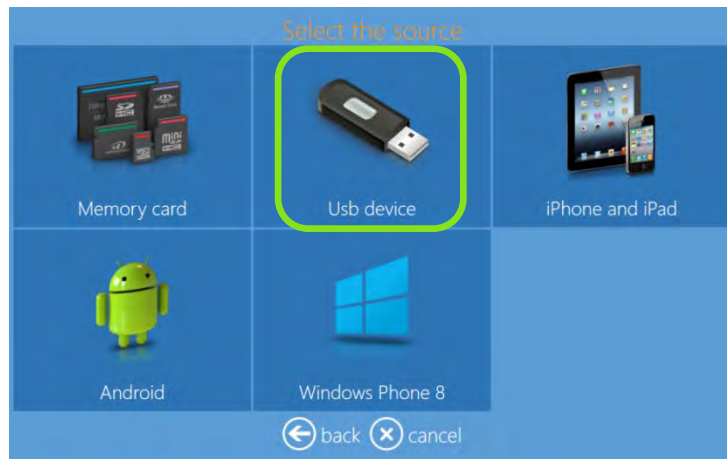 Select the source
Memory card
Usb device
iPhone and iPad
Android
Windows Phone 8
back cancel